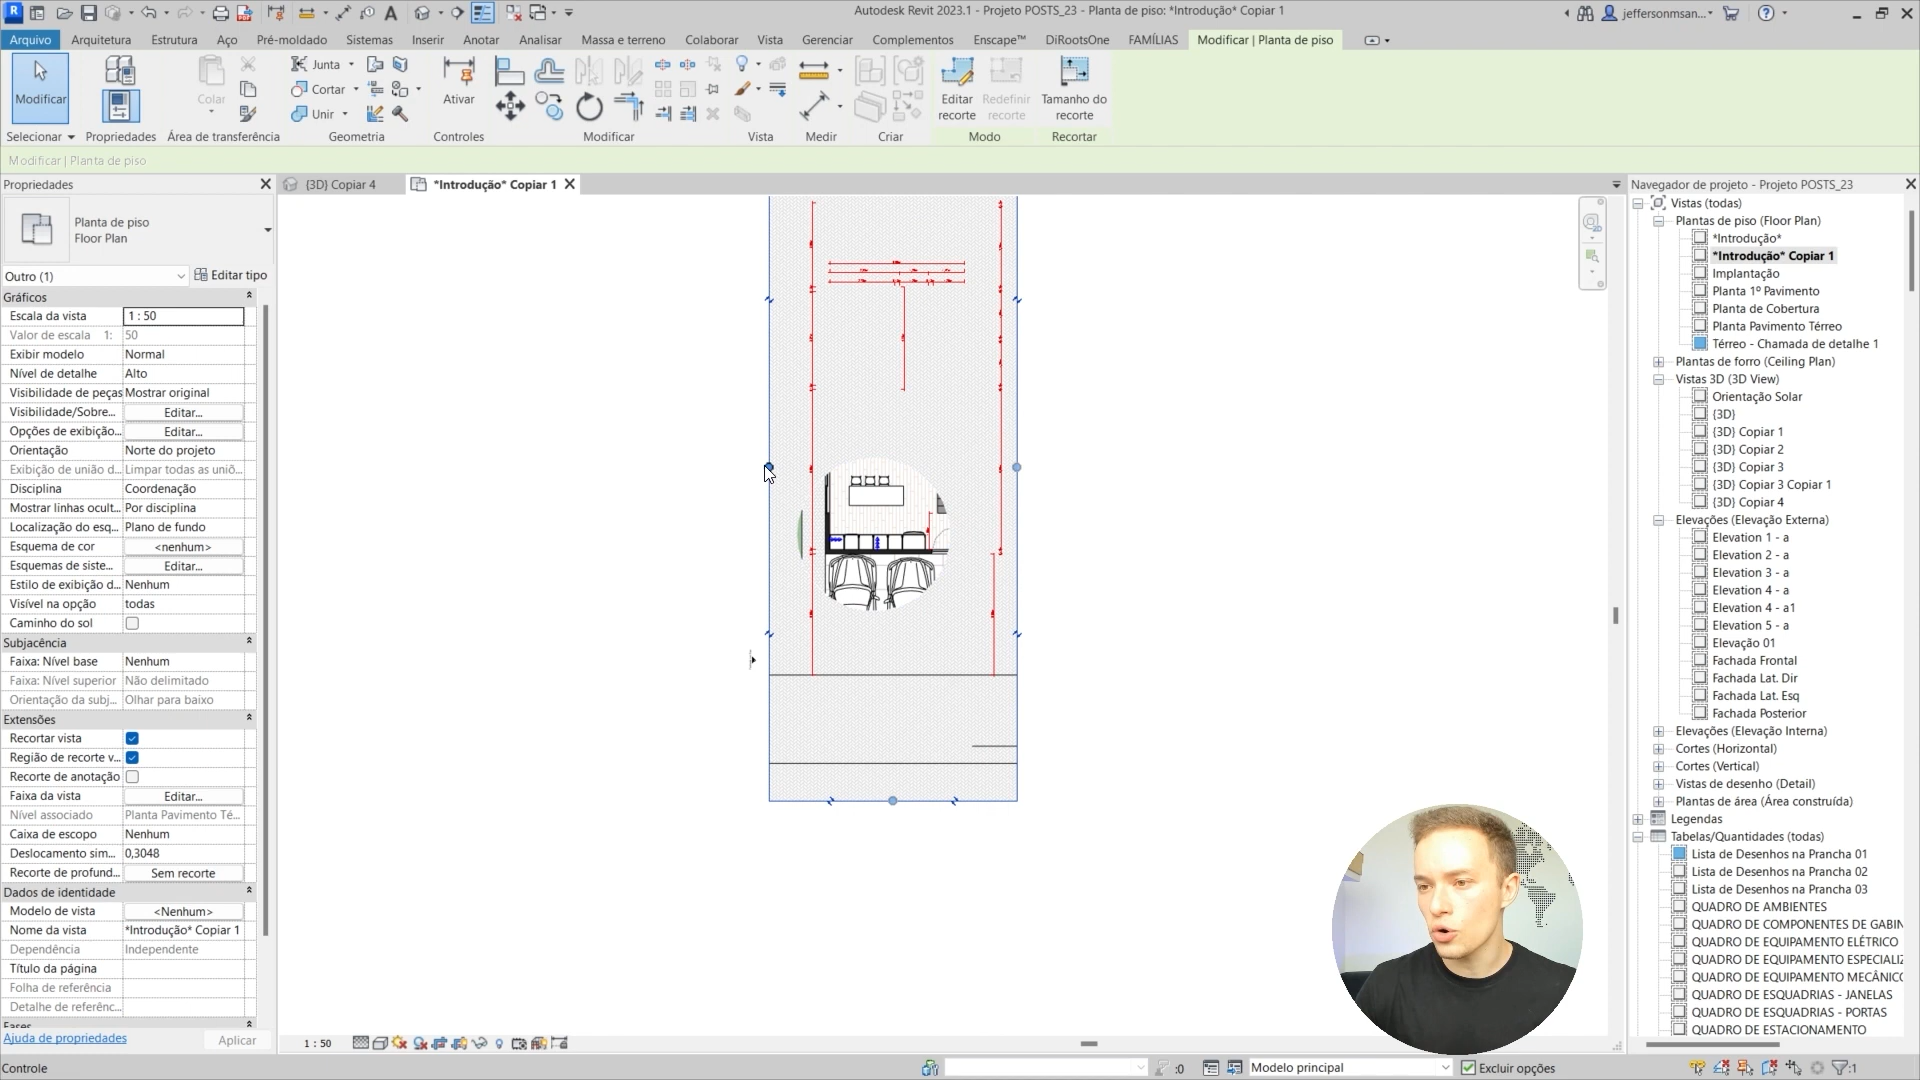 Autodesk Revit 2023.1 - Projeto POSTS_23 - Planta de piso: *Introdução* Copiar 1
jeffersonmsan...
Arquivo Arquitetura Estrutura Aço Pré-moldado Sistemas Inserir Anotar Analisar Massa e terreno Colaborar Vista Gerenciar Complementos Enscape™ DiRootsOne FAMÍLIAS Modificar | Planta de piso
Junta
Cortar
Unir
Modificar
Colar
Ativar
Editar recorte
Redefinir recorte
Tamanho do recorte
Selecionar Propriedades Área de transferência Geometria Controles Modificar Vista Medir Criar Modo Recortar
Modificar | Planta de piso
Propriedades
{3D} Copiar 4
*Introdução* Copiar 1
Planta de piso
Floor Plan
Outro (1)
Editar tipo
Gráficos
Escala da vista 1 : 50
Valor de escala 1: 50
Exibir modelo Normal
Nível de detalhe Alto
Visibilidade de peças Mostrar original
Visibilidade/Sobre... Editar...
Opções de exibição... Editar...
Orientação Norte do projeto
Exibição de união d... Limpar todas as uniõ...
Disciplina Coordenação
Mostrar linhas ocult... Por disciplina
Localização do esq... Plano de fundo
Esquema de cor <nenhum>
Esquemas de siste... Editar...
Estilo de exibição d... Nenhum
Visível na opção todas
Caminho do sol
Subjacência
Faixa: Nível base Nenhum
Faixa: Nível superior Não delimitado
Orientação da subj... Olhar para baixo
Extensões
Recortar vista
Região de recorte v...
Recorte de anotação
Faixa da vista Editar...
Nível associado Planta Pavimento Té...
Caixa de escopo Nenhum
Deslocamento sim... 0,3048
Recorte de profund... Sem recorte
Dados de identidade
Modelo de vista <Nenhum>
Nome da vista *Introdução* Copiar 1
Dependência Independente
Título da página
Folha de referência
Detalhe de referênc...
Fases
Ajuda de propriedades
Aplicar
Navegador de projeto - Projeto POSTS_23
Vistas (todas)
Plantas de piso (Floor Plan)
*Introdução*
*Introdução* Copiar 1
Implantação
Planta 1º Pavimento
Planta de Cobertura
Planta Pavimento Térreo
Térreo - Chamada de detalhe 1
Plantas de forro (Ceiling Plan)
Vistas 3D (3D View)
Orientação Solar
{3D}
{3D} Copiar 1
{3D} Copiar 2
{3D} Copiar 3
{3D} Copiar 3 Copiar 1
{3D} Copiar 4
Elevações (Elevação Externa)
Elevation 1 - a
Elevation 2 - a
Elevation 3 - a
Elevation 4 - a
Elevation 4 - a1
Elevation 5 - a
Elevação 01
Fachada Frontal
Fachada Lat. Dir
Fachada Lat. Esq
Fachada Posterior
Elevações (Elevação Interna)
Cortes (Horizontal)
Cortes (Vertical)
Vistas de desenho (Detail)
Plantas de área (Área construída)
Legendas
Tabelas/Quantidades (todas)
Lista de Desenhos na Prancha 01
Lista de Desenhos na Prancha 02
Lista de Desenhos na Prancha 03
QUADRO DE AMBIENTES
QUADRO DE COMPONENTES DE GABIN
QUADRO DE EQUIPAMENTO ELÉTRICO
QUADRO DE EQUIPAMENTO ESPECIALIZ
QUADRO DE EQUIPAMENTO MECÂNICO
QUADRO DE ESQUADRIAS - JANELAS
QUADRO DE ESQUADRIAS - PORTAS
QUADRO DE ESTACIONAMENTO
1 : 50
Controle
:0
Modelo principal
Excluir opções
:1